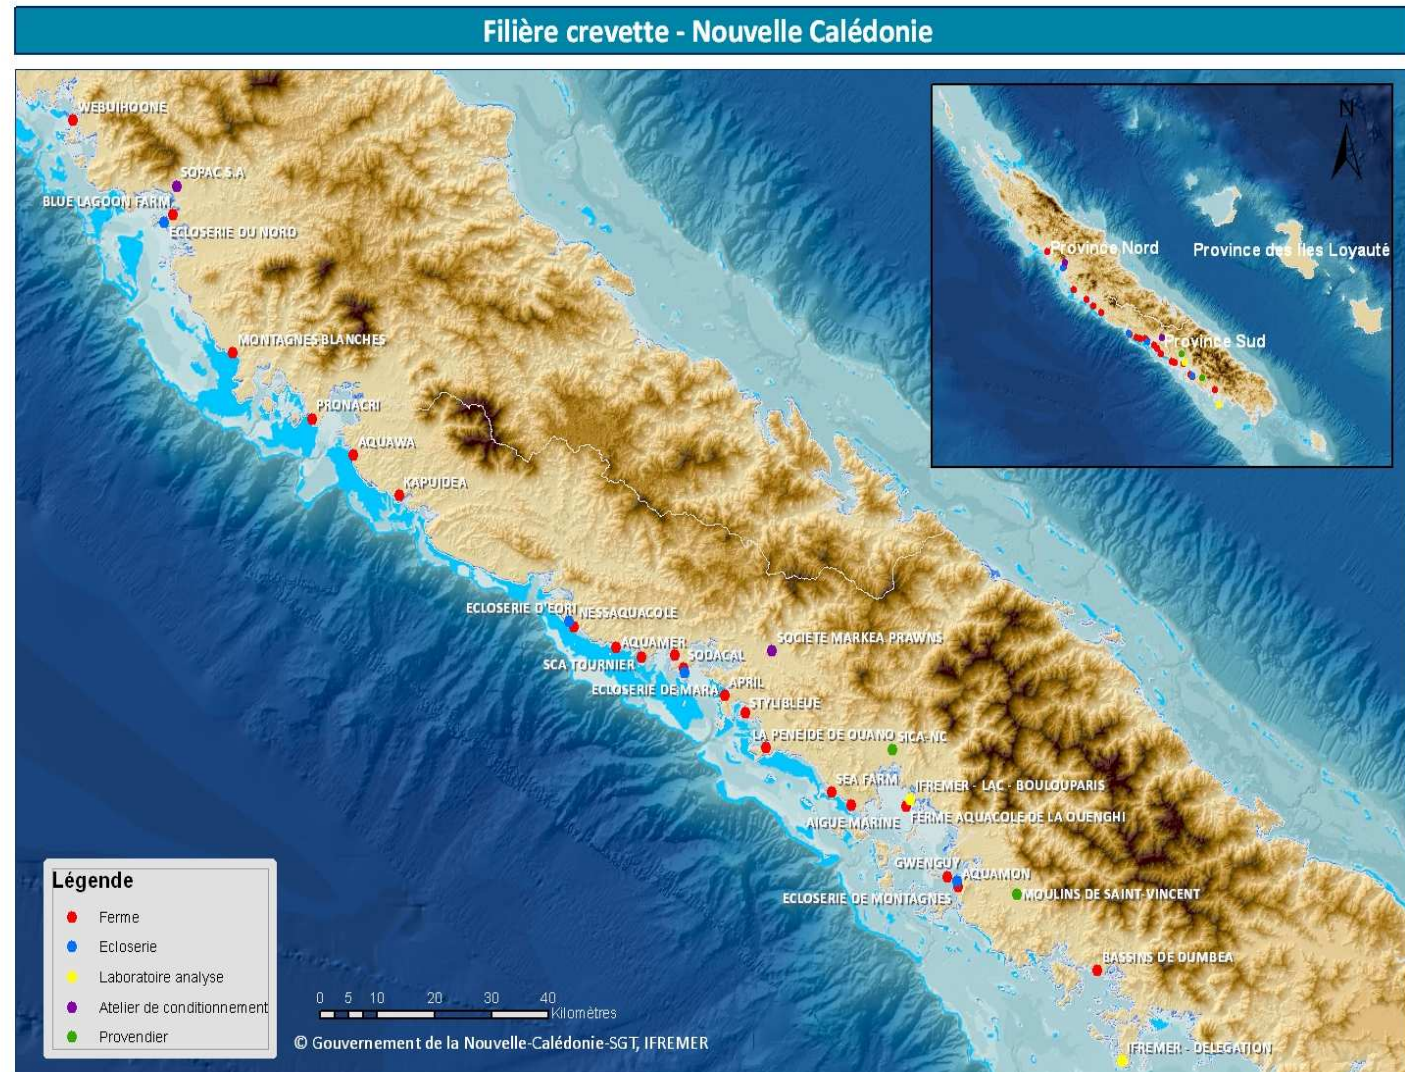 Filière crevette - Nouvelle Calédonie
WEBUIHOONE
SOPAC S.A
BLUE LAGOON FARM
ECLOSERIE DU NORD
MONTAGNES BLANCHES
PRONACRI
AQUAWA
KAPUIDEA
ECLOSERIE D'EORI
NESSAQUACOLE
AQUAMER
SCA TOURNIER
SODACAL
SOCIETE MARKEA PRAWNS
ECLOSERIE DE MARA
APRIL
STYLIBLEUE
LA PENEIDE DE OUANO
SICA-NC
SEA FARM
IFREMER - LAC - BOULOUPARIS
AIGUE MARINE
FERME AQUACOLE DE LA OUENGHI
GWENGUY
AQUAMON
ECLOSERIE DE MONTAGNES
MOULINS DE SAINT-VINCENT
BASSINS DE DUMBEA
IFREMER - DELEGATION
N
Province Nord
Province des Iles Loyauté
Province Sud
Légende
Ferme
Ecloserie
Laboratoire analyse
Atelier de conditionnement
Provendier
0 5 10 20 30 40
Kilomètres
© Gouvernement de la Nouvelle-Calédonie-SGT, IFREMER